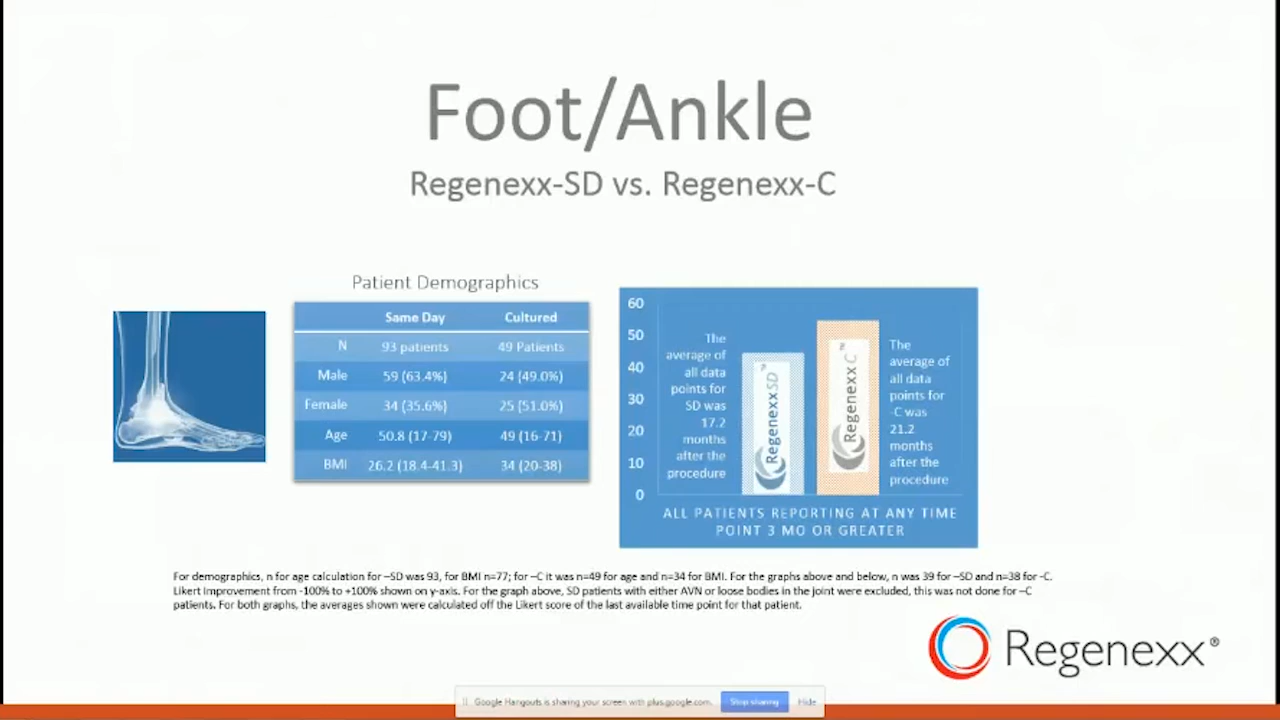 Foot/Ankle
Regenexx-SD vs. Regenexx-C
Patient Demographics
Same Day Cultured
N 93 patients 49 Patients
Male 59 (63.4%) 24 (49.0%)
Female 34 (35.6%) 25 (51.0%)
Age 50.8 (17-79) 49 (16-71)
BMI 26.2 (18.4-41.3) 34 (20-38)
60
50
40
30
20
10
0
The
average of
all data
points for
SD was
17.2
months
after the
procedure
Regenexx SD™
Regenexx C™
The
average of
all data
points for
-C was
21.2
months
after the
procedure
ALL PATIENTS REPORTING AT ANY TIME
POINT 3 MO OR GREATER
For demographics, n for age calculation for –SD was 93, for BMI n=77; for –C it was n=49 for age and n=34 for BMI. For the graphs above and below, n was 39 for –SD and n=38 for -C.
Likert Improvement from -100% to +100% shown on y-axis. For the graph above, SD patients with either AVN or loose bodies in the joint were excluded, this was not done for –C
patients. For both graphs, the averages shown were calculated off the Likert score of the last available time point for that patient.
Regenexx®
Google Hangouts is sharing your screen with plus.google.com. Stop sharing Hide